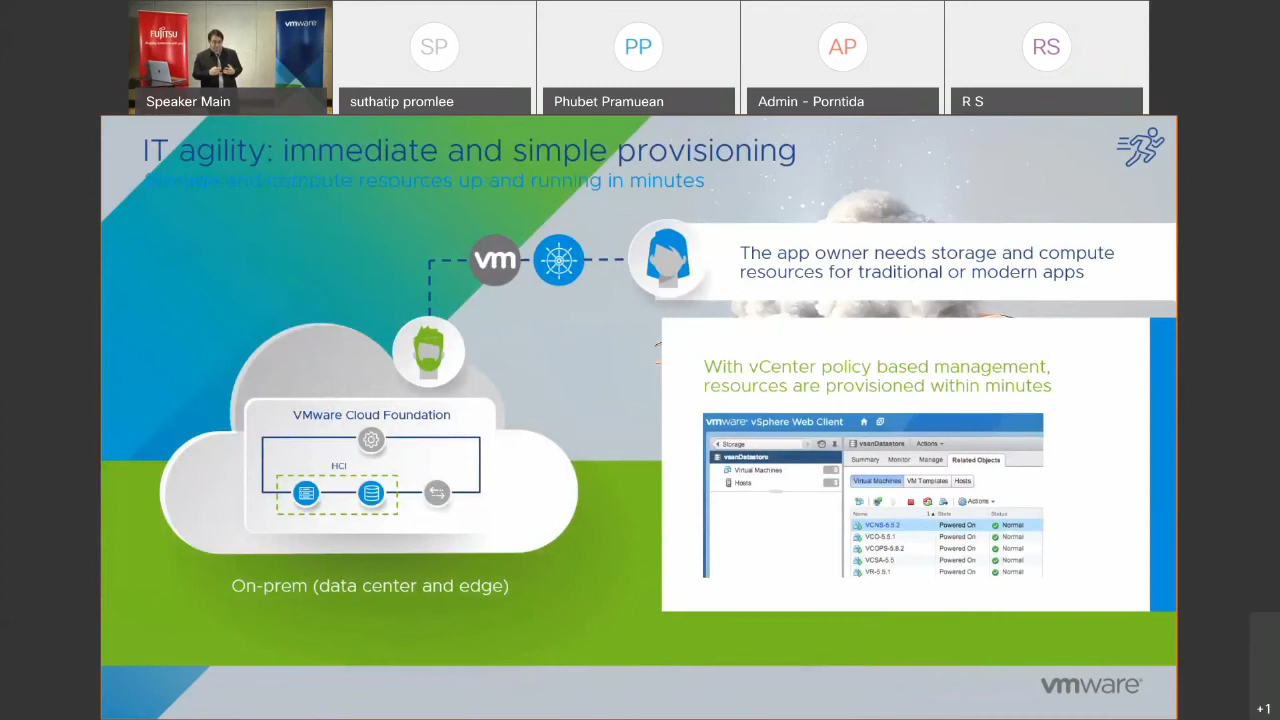 FUJITSU
vmware
SP
PP
AP
RS
Speaker Main
suthatip promlee
Phubet Pramuean
Admin - Porntida
R S
IT agility: immediate and simple provisioning
Storage and compute resources up and running in minutes
vm
The app owner needs storage and compute
resources for traditional or modern apps
With vCenter policy based management,
resources are provisioned within minutes
VMware Cloud Foundation
HCI
On-prem (data center and edge)
vmware® vSphere Web Client
Storage
vsanDatastore
Virtual Machines
Hosts
vsanDatastore Actions
Summary Monitor Manage Related Objects
Virtual Machines VM Templates Hosts
Actions
Name 1▲ State Status
VCNS-5.5.2 Powered On Normal
VCO-5.5.1 Powered On Normal
VCOPS-5.8.2 Powered On Normal
VCSA-5.5 Powered On Normal
VR-5.5.1 Powered On Normal
vmware®
+1